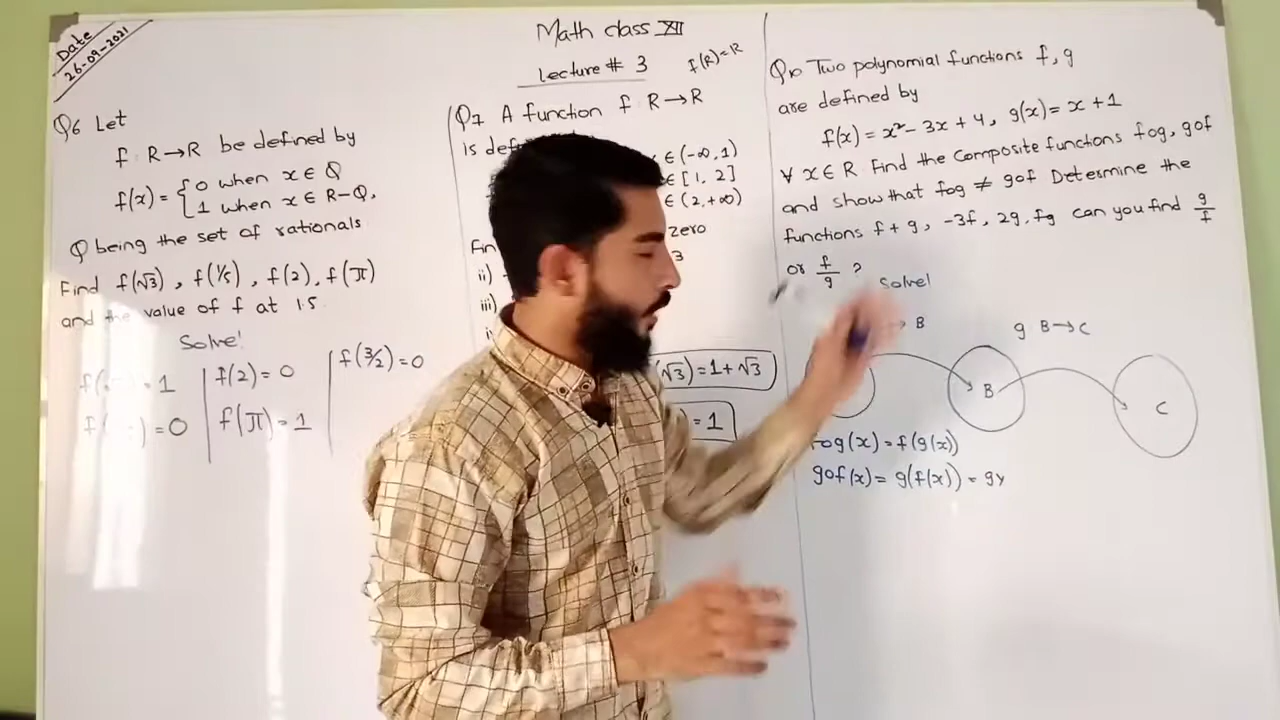 Date
26-09-2021
Math class XII
Lecture # 3
f(R)=R
Q6 Let
f: R→R be defined by
f(x) = {0 when x ∈ Q
1 when x ∈ R-Q,
Q being the set of rationals
Find f(√3), f(1/5), f(2), f(π)
and the value of f at 1.5
Solve!
= 1
= 0
f(2) = 0
f(π) = 1
f(3/2) = 0
Q7 A function f: R→R
is
∈ (-∞, 1)
∈ [1, 2]
∈ (2, +∞)
zero
3
ii)
iii)
(√3) = 1+√3
= 1
Q10 Two polynomial functions f, g
are defined by
f(x) = x² - 3x + 4, g(x) = x + 1
∀ x ∈ R Find the composite functions fog, gof
and show that fog ≠ gof Determine the
functions f + g, -3f, 2g, fg can you find g/f
or f/g ?
Solve!
→ B
g B→C
B
C
fog(x) = f(g(x))
gof(x) = g(f(x)) = gy